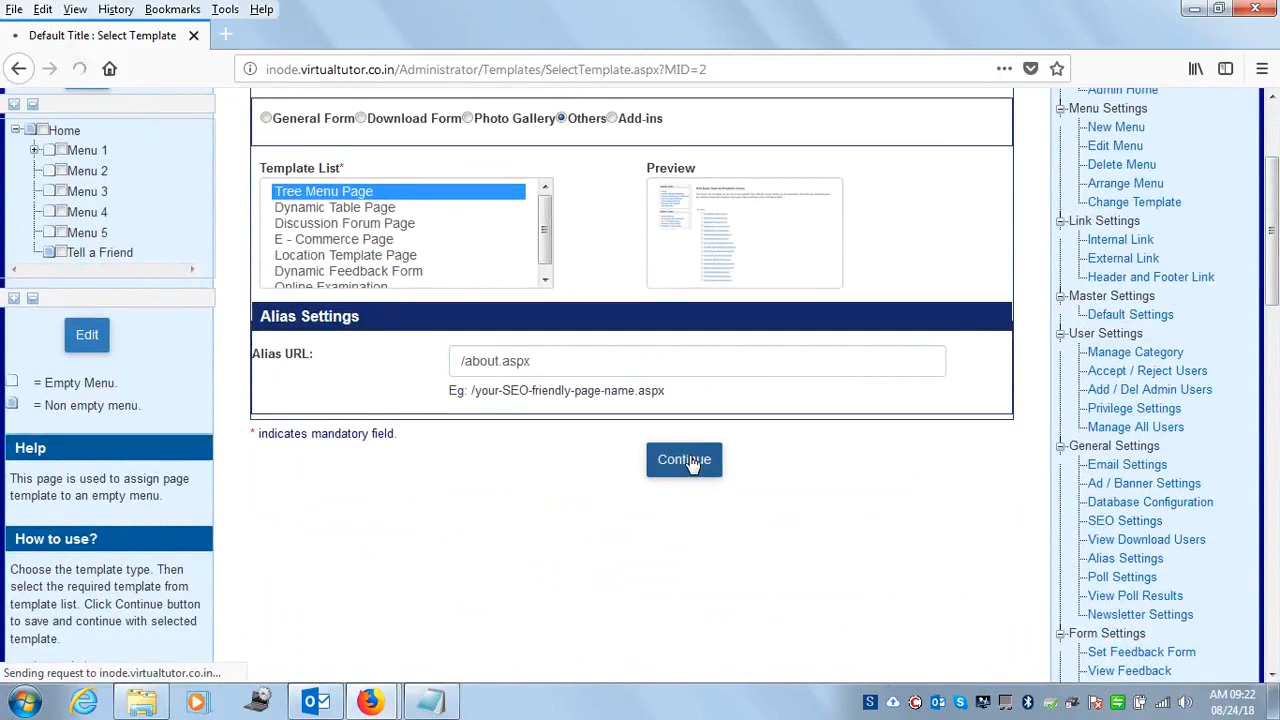 File Edit View History Bookmarks Tools Help
Default Title : Select Template
inode.virtualtutor.co.in/Administrator/Templates/SelectTemplate.aspx?MID=2
Home
Menu 1
Menu 2
Menu 3
Menu 4
Menu 5
Tell a Friend
Edit
= Empty Menu.
= Non empty menu.
Help
This page is used to assign page
template to an empty menu.
How to use?
Choose the template type. Then
select the required template from
template list. Click Continue button
to save and continue with selected
template.
General Form Download Form Photo Gallery Others Add-ins
Template List*
Tree Menu Page
Dynamic Table Page
Discussion Forum Page
E - Commerce Page
Location Template Page
Dynamic Feedback Form
Preview
Alias Settings
Alias URL:
/about.aspx
Eg: /your-SEO-friendly-page-name.aspx
* indicates mandatory field.
Continue
Admin Home
Menu Settings
New Menu
Edit Menu
Delete Menu
Arrange Menu
Change Template
Link Settings
Internal Link
External Link
Header and Footer Link
Master Settings
Default Settings
User Settings
Manage Category
Accept / Reject Users
Add / Del Admin Users
Privilege Settings
Manage All Users
General Settings
Email Settings
Ad / Banner Settings
Database Configuration
SEO Settings
View Download Users
Alias Settings
Poll Settings
View Poll Results
Newsletter Settings
Form Settings
Set Feedback Form
View Feedback
Sending request to inode.virtualtutor.co.in...
AM 09:22
08/24/18